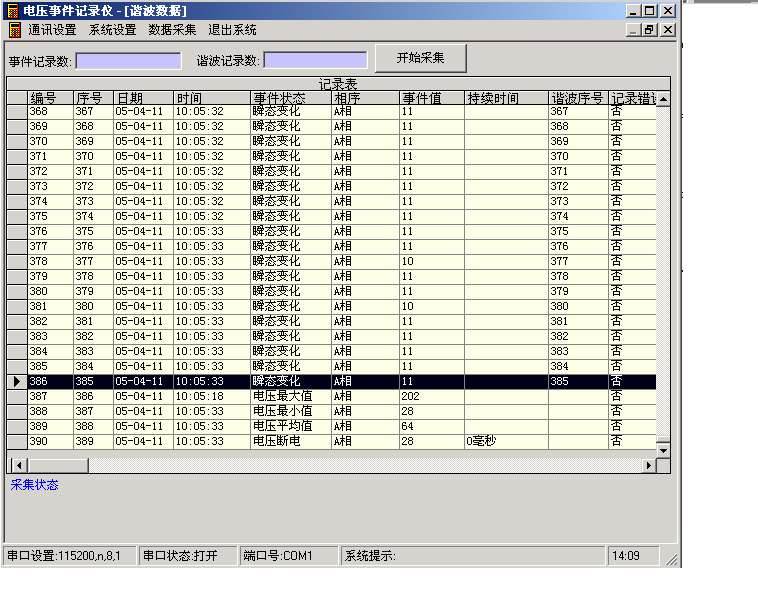 电压事件记录仪 - [谐波数据]
通讯设置 系统设置 数据采集 退出系统
事件记录数: 谐波记录数: 开始采集
记录表
编号 序号 日期 时间 事件状态 相序 事件值 持续时间 谐波序号 记录错
368 367 05-04-11 10:05:32 瞬态变化 A相 11 367 否
369 368 05-04-11 10:05:32 瞬态变化 A相 11 368 否
370 369 05-04-11 10:05:32 瞬态变化 A相 11 369 否
371 370 05-04-11 10:05:32 瞬态变化 A相 11 370 否
372 371 05-04-11 10:05:32 瞬态变化 A相 11 371 否
373 372 05-04-11 10:05:32 瞬态变化 A相 11 372 否
374 373 05-04-11 10:05:32 瞬态变化 A相 11 373 否
375 374 05-04-11 10:05:32 瞬态变化 A相 11 374 否
376 375 05-04-11 10:05:33 瞬态变化 A相 11 375 否
377 376 05-04-11 10:05:33 瞬态变化 A相 11 376 否
378 377 05-04-11 10:05:33 瞬态变化 A相 10 377 否
379 378 05-04-11 10:05:33 瞬态变化 A相 11 378 否
380 379 05-04-11 10:05:33 瞬态变化 A相 11 379 否
381 380 05-04-11 10:05:33 瞬态变化 A相 10 380 否
382 381 05-04-11 10:05:33 瞬态变化 A相 11 381 否
383 382 05-04-11 10:05:33 瞬态变化 A相 11 382 否
384 383 05-04-11 10:05:33 瞬态变化 A相 11 383 否
385 384 05-04-11 10:05:33 瞬态变化 A相 11 384 否
386 385 05-04-11 10:05:33 瞬态变化 A相 11 385 否
387 386 05-04-11 10:05:18 电压最大值 A相 202 否
388 387 05-04-11 10:05:33 电压最小值 A相 28 否
389 388 05-04-11 10:05:33 电压平均值 A相 64 否
390 389 05-04-11 10:05:33 电压断电 A相 28 0毫秒 否
采集状态
串口设置:115200,n,8,1 串口状态:打开 端口号:COM1 系统提示: 14:09